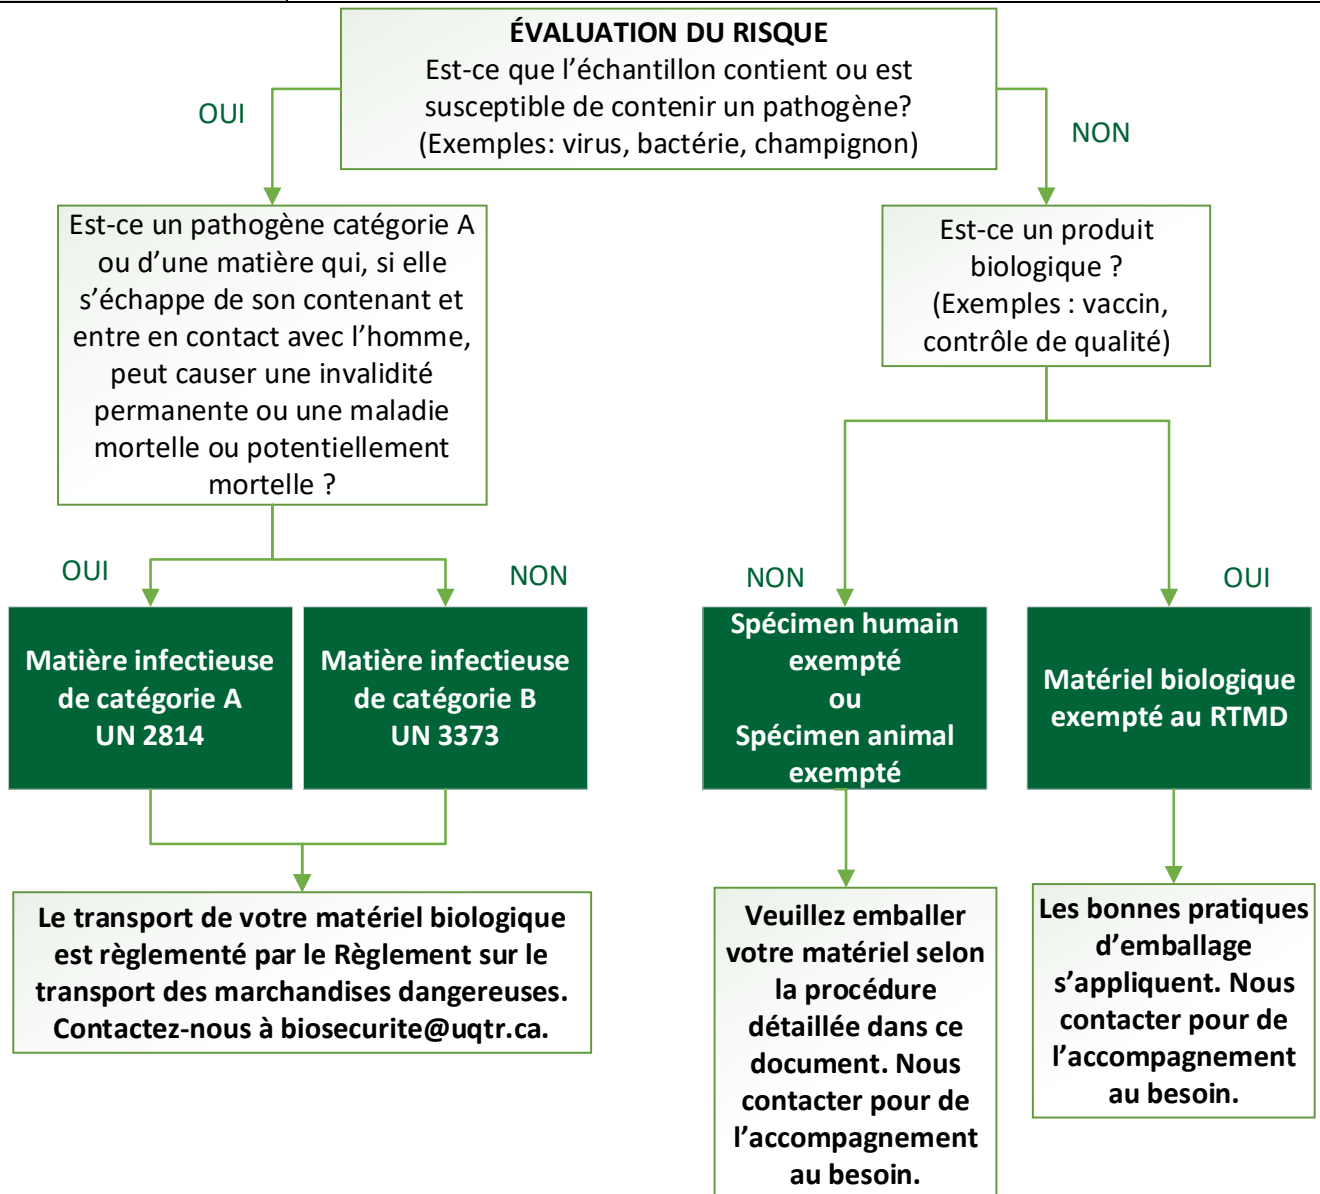 ÉVALUATION DU RISQUE
Est-ce que l’échantillon contient ou est
susceptible de contenir un pathogène?
(Exemples: virus, bactérie, champignon)
OUI
NON
Est-ce un pathogène catégorie A
ou d’une matière qui, si elle
s’échappe de son contenant et
entre en contact avec l’homme,
peut causer une invalidité
permanente ou une maladie
mortelle ou potentiellement
mortelle ?
Est-ce un produit
biologique ?
(Exemples : vaccin,
contrôle de qualité)
OUI
NON
NON
OUI
Matière infectieuse
de catégorie A
UN 2814
Matière infectieuse
de catégorie B
UN 3373
Spécimen humain
exempté
ou
Spécimen animal
exempté
Matériel biologique
exempté au RTMD
Le transport de votre matériel biologique
est règlementé par le Règlement sur le
transport des marchandises dangereuses.
Contactez-nous à biosecurite@uqtr.ca.
Veuillez emballer
votre matériel selon
la procédure
détaillée dans ce
document. Nous
contacter pour de
l’accompagnement
au besoin.
Les bonnes pratiques
d’emballage
s’appliquent. Nous
contacter pour de
l’accompagnement
au besoin.